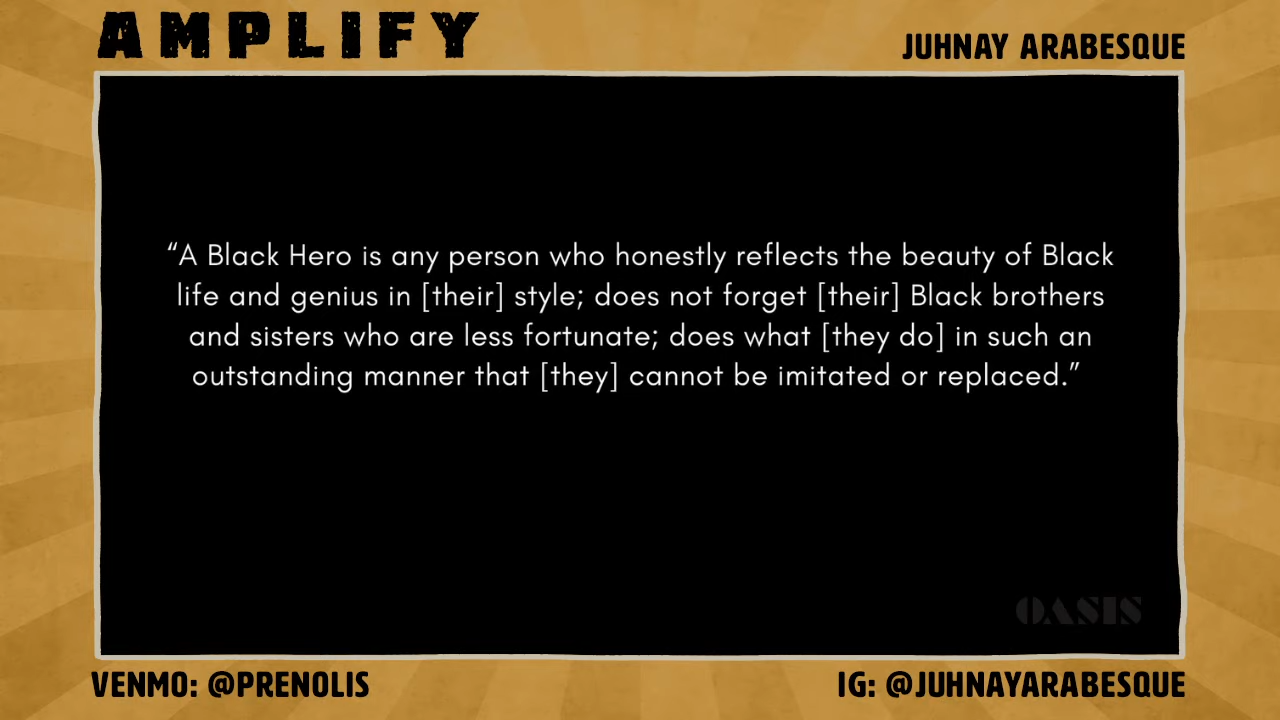 AMPLIFY
JUHNAY ARABESQUE
“A Black Hero is any person who honestly reflects the beauty of Black
life and genius in [their] style; does not forget [their] Black brothers
and sisters who are less fortunate; does what [they do] in such an
outstanding manner that [they] cannot be imitated or replaced.”
OASIS
VENMO: @PRENOLIS
IG: @JUHNAYARABESQUE